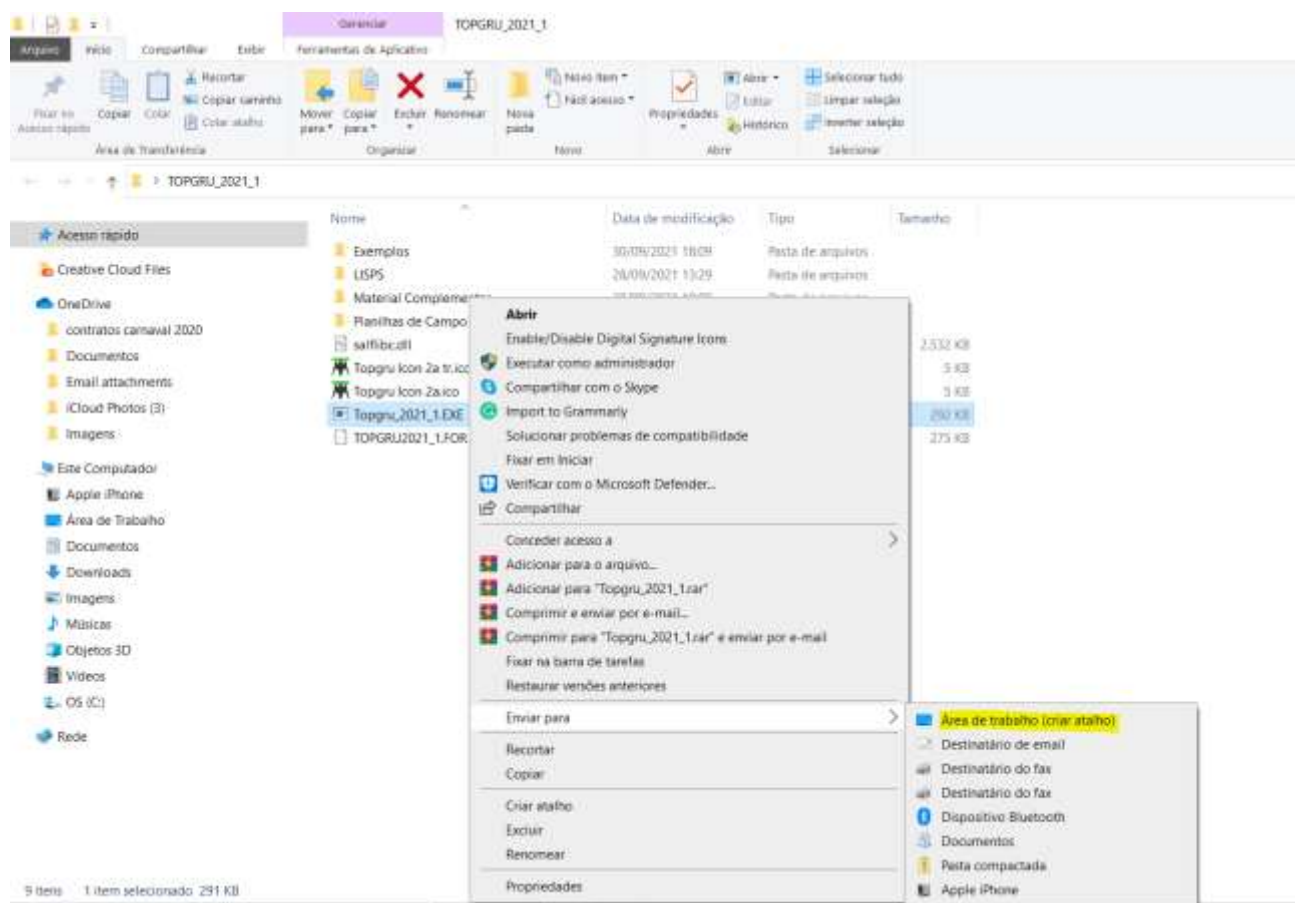 Gerenciar TOPGRU_2021_1
Arquivo Início Compartilhar Exibir Ferramentas de Aplicativo
Fixar no Acesso rápido
Copiar
Colar
Recortar
Copiar caminho
Colar atalho
Mover para
Copiar para
Excluir
Renomear
Nova pasta
Novo item
Fácil acesso
Propriedades
Abrir
Editar
Histórico
Selecionar tudo
Limpar seleção
Inverter seleção
Área de Transferência Organizar Novo Abrir Selecionar
TOPGRU_2021_1
Nome Data de modificação Tipo Tamanho
Acesso rápido
Creative Cloud Files
OneDrive
contratos carnaval 2020
Documentos
Email attachments
iCloud Photos (3)
Imagens
Este Computador
Apple iPhone
Área de Trabalho
Documentos
Downloads
Imagens
Músicas
Objetos 3D
Vídeos
OS (C:)
Rede
Exemplos 30/09/2021 18:09 Pasta de arquivos
LISPS 28/09/2021 13:29 Pasta de arquivos
Material Complementar
Planilhas de Campo
salflibc.dll 2.532 KB
Topgru Icon 2a tr.ico 5 KB
Topgru Icon 2a.ico 5 KB
Topgru_2021_1.EXE
TOPGRU2021_1.FOR 275 KB
Abrir
Enable/Disable Digital Signature Icons
Executar como administrador
Compartilhar com o Skype
Import to Grammarly
Solucionar problemas de compatibilidade
Fixar em Iniciar
Verificar com o Microsoft Defender...
Compartilhar
Conceder acesso a
Adicionar para o arquivo...
Adicionar para "Topgru_2021_1.rar"
Comprimir e enviar por e-mail...
Comprimir para "Topgru_2021_1.rar" e enviar por e-mail
Fixar na barra de tarefas
Restaurar versões anteriores
Enviar para
Recortar
Copiar
Criar atalho
Excluir
Renomear
Propriedades
Área de trabalho (criar atalho)
Destinatário de email
Destinatário do fax
Destinatário do fax
Dispositivo Bluetooth
Documentos
Pasta compactada
Apple iPhone
9 itens 1 item selecionado 291 KB